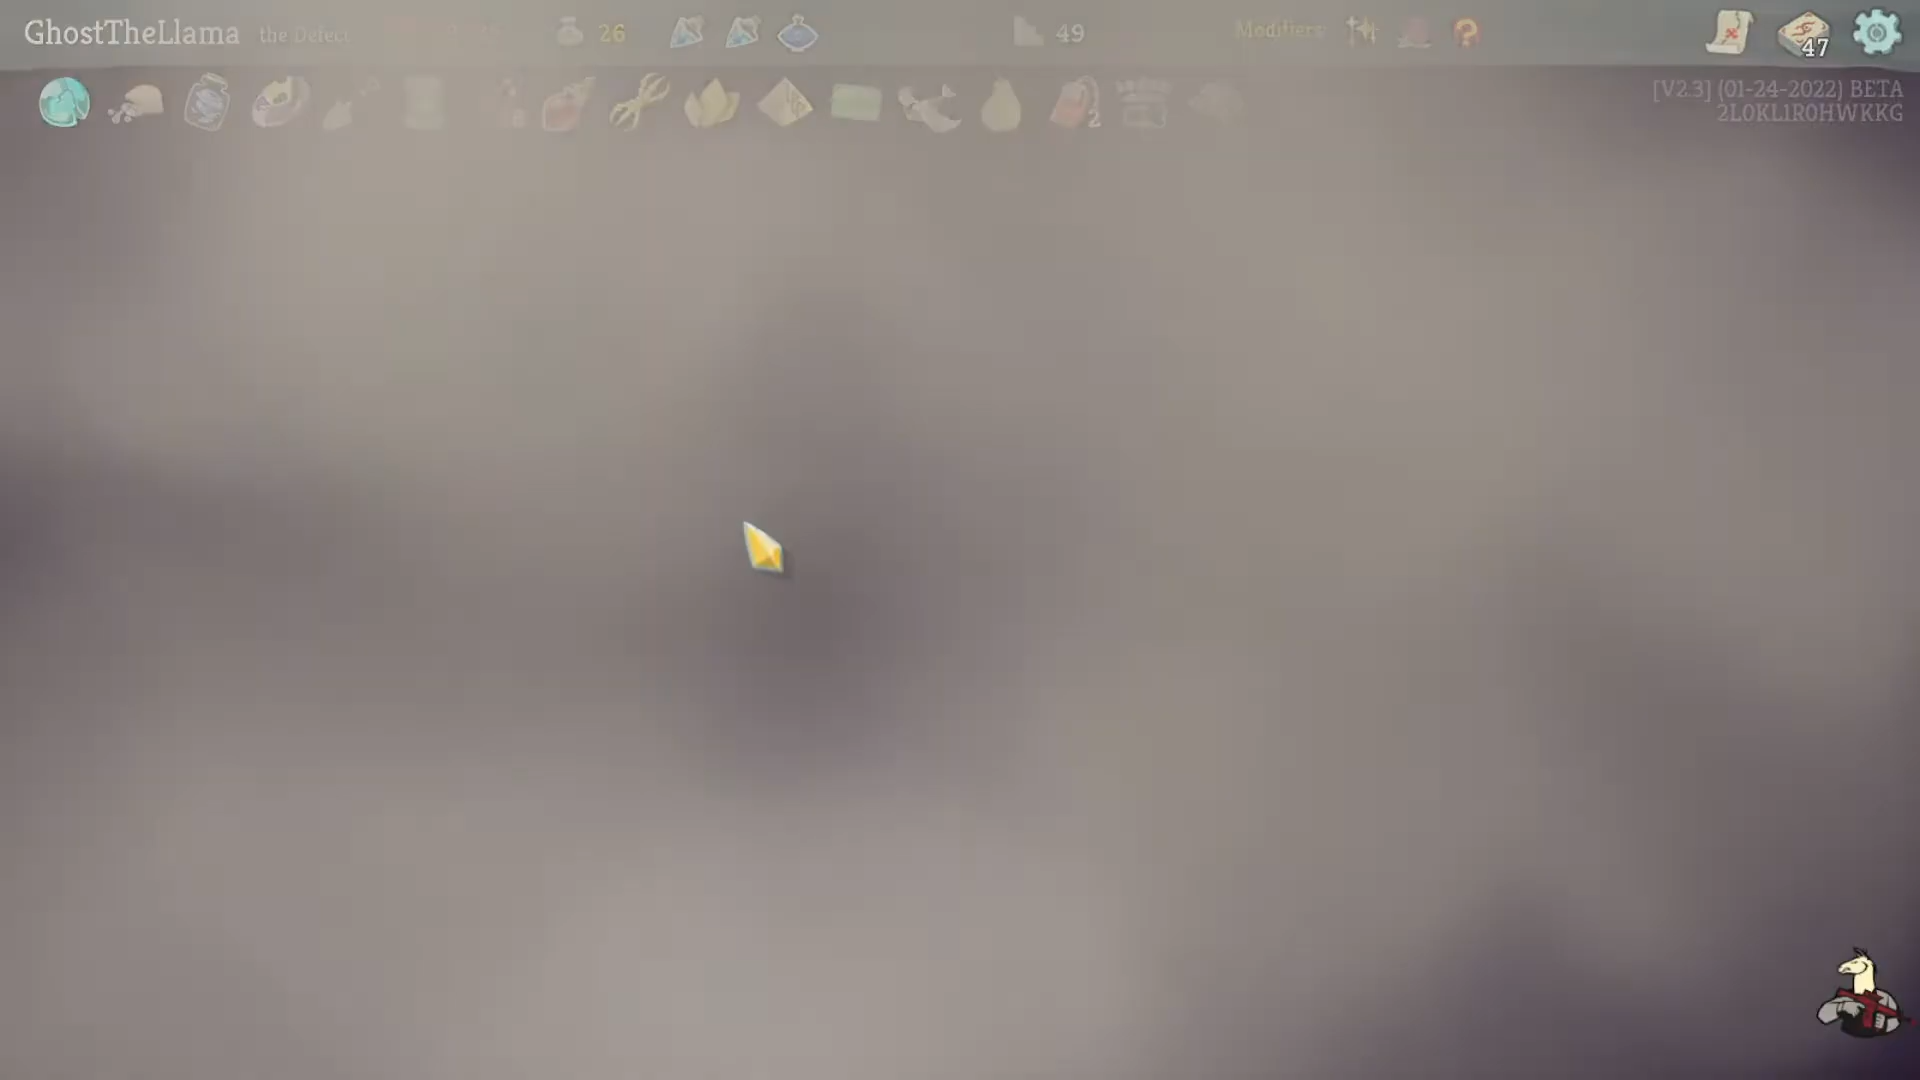 GhostTheLlama the Defect 26 49 Modifiers 47
2
[V2.3] (01-24-2022) BETA
2L0KL1R0HWKKG